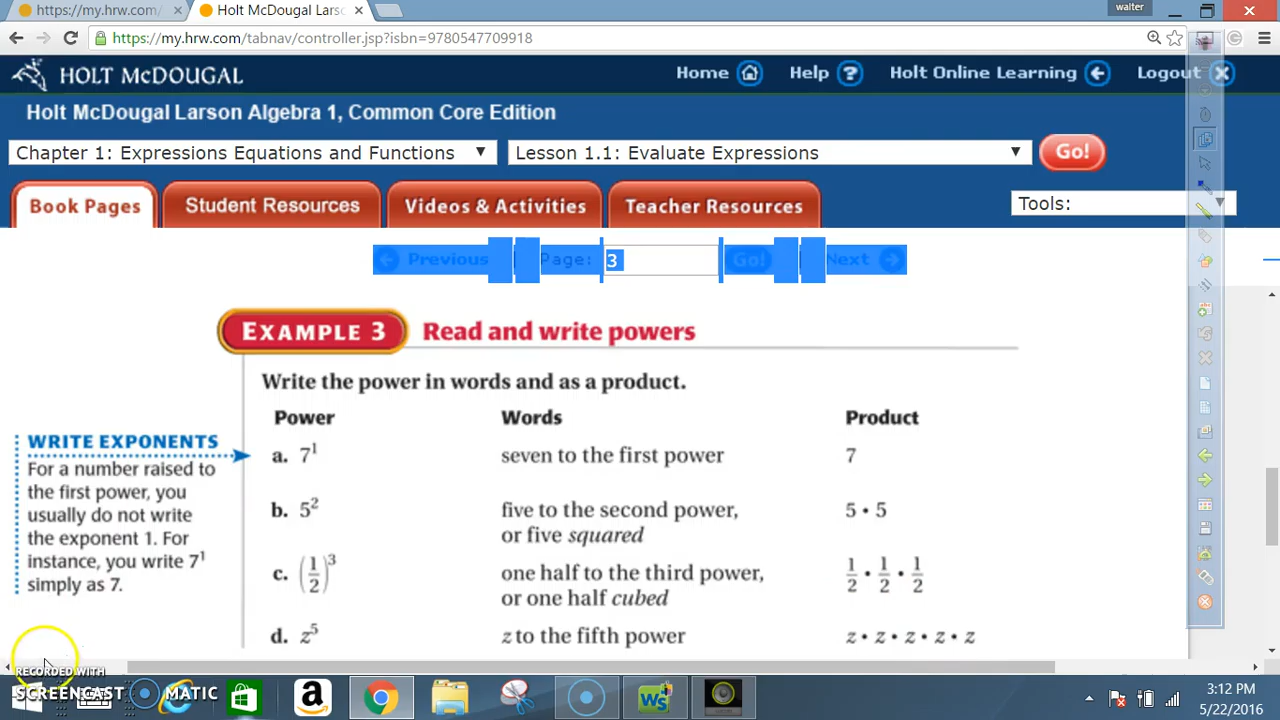 https://my.hrw.com/
Holt McDougal Lars
walter
https://my.hrw.com/tabnav/controller.jsp?isbn=9780547709918
HOLT MCDOUGAL
Home
Help
Holt Online Learning
Logout
Holt McDougal Larson Algebra 1, Common Core Edition
Chapter 1: Expressions Equations and Functions
Lesson 1.1: Evaluate Expressions
Go!
Book Pages
Student Resources
Videos & Activities
Teacher Resources
Tools:
Previous
Page:
3
Go!
Next
EXAMPLE 3 Read and write powers
Write the power in words and as a product.
Power Words Product
a. 7¹ seven to the first power 7
b. 5² five to the second power, 5 • 5
or five squared
c. (1/2)³ one half to the third power, 1/2 • 1/2 • 1/2
or one half cubed
d. z⁵ z to the fifth power z • z • z • z • z
WRITE EXPONENTS
For a number raised to
the first power, you
usually do not write
the exponent 1. For
instance, you write 7¹
simply as 7.
RECORDED WITH
SCREENCAST MATIC
3:12 PM
5/22/2016